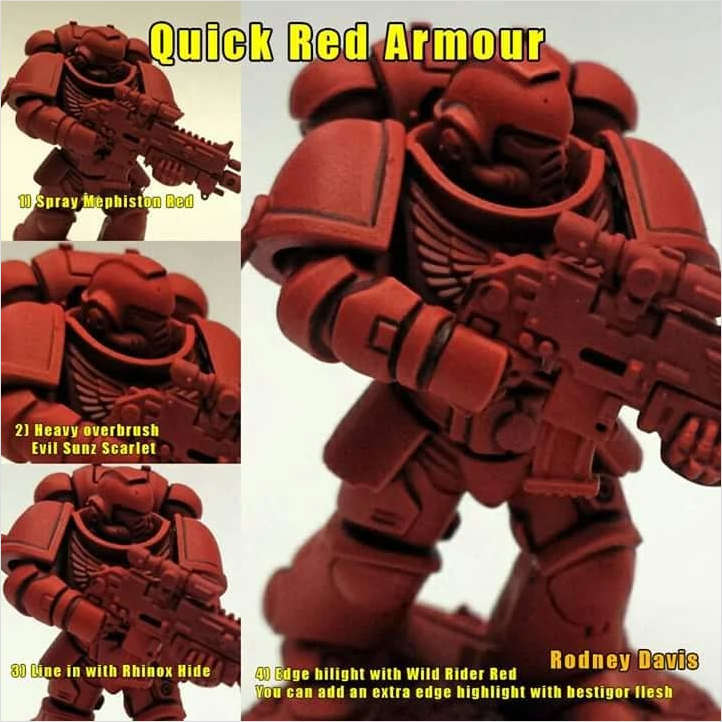 Quick Red Armour
1) Spray Mephiston Red
2) Heavy overbrush
Evil Sunz Scarlet
3) Line in with Rhinox Hide
4) Edge hilight with Wild Rider Red
You can add an extra edge highlight with bestigor flesh
Rodney Davis